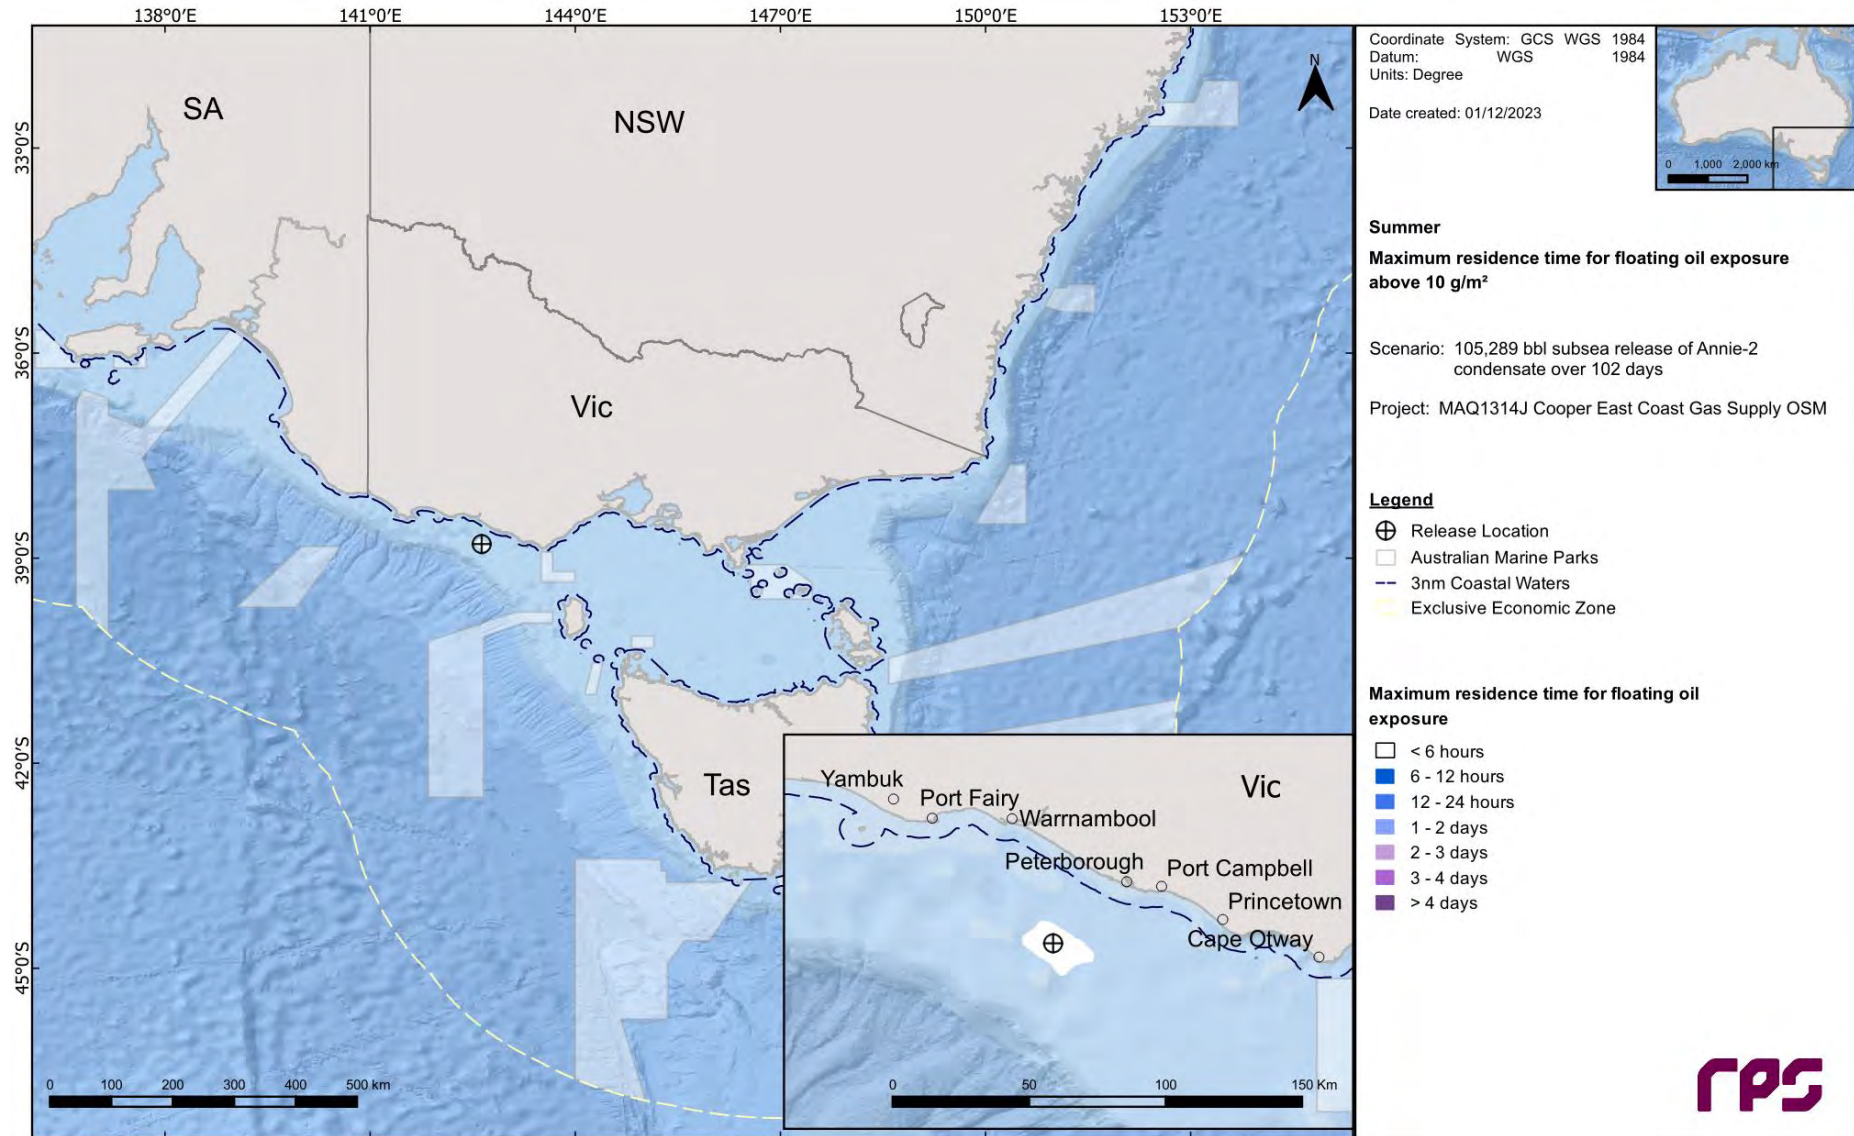 138°0'E 141°0'E 144°0'E 147°0'E 150°0'E 153°0'E
33°0'S
36°0'S
39°0'S
42°0'S
45°0'S
SA
NSW
Vic
Tas
N
0 100 200 300 400 500 km
Vic
Yambuk
Port Fairy
Warrnambool
Peterborough
Port Campbell
Princetown
Cape Otway
0 50 100 150 Km
Coordinate System: GCS WGS 1984
Datum: WGS 1984
Units: Degree
Date created: 01/12/2023
0 1,000 2,000 km
Summer
Maximum residence time for floating oil exposure
above 10 g/m²
Scenario: 105,289 bbl subsea release of Annie-2
condensate over 102 days
Project: MAQ1314J Cooper East Coast Gas Supply OSM
Legend
Release Location
Australian Marine Parks
3nm Coastal Waters
Exclusive Economic Zone
Maximum residence time for floating oil
exposure
< 6 hours
6 - 12 hours
12 - 24 hours
1 - 2 days
2 - 3 days
3 - 4 days
> 4 days
rps